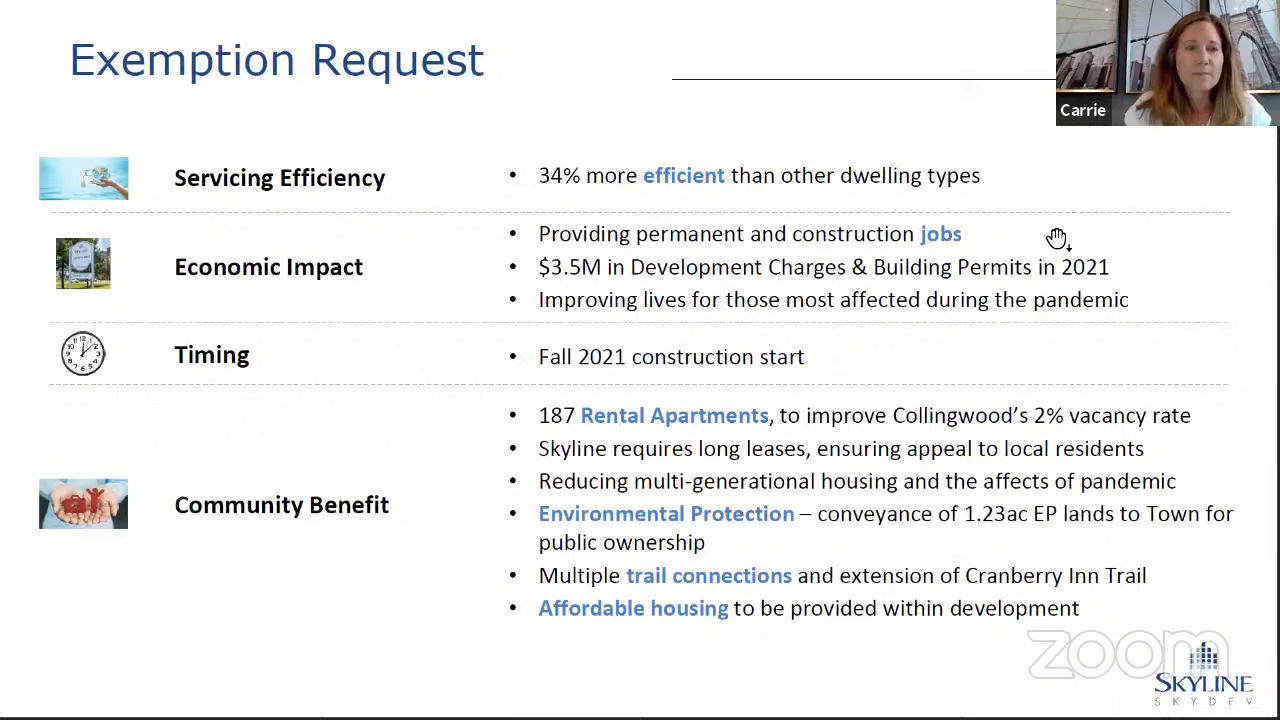 Exemption Request
Carrie
Servicing Efficiency
• 34% more efficient than other dwelling types
Economic Impact
• Providing permanent and construction jobs
• $3.5M in Development Charges & Building Permits in 2021
• Improving lives for those most affected during the pandemic
Timing
• Fall 2021 construction start
Community Benefit
• 187 Rental Apartments, to improve Collingwood’s 2% vacancy rate
• Skyline requires long leases, ensuring appeal to local residents
• Reducing multi-generational housing and the affects of pandemic
• Environmental Protection – conveyance of 1.23ac EP lands to Town for
public ownership
• Multiple trail connections and extension of Cranberry Inn Trail
• Affordable housing to be provided within development
zoom
SKYLINE
SKYDEV